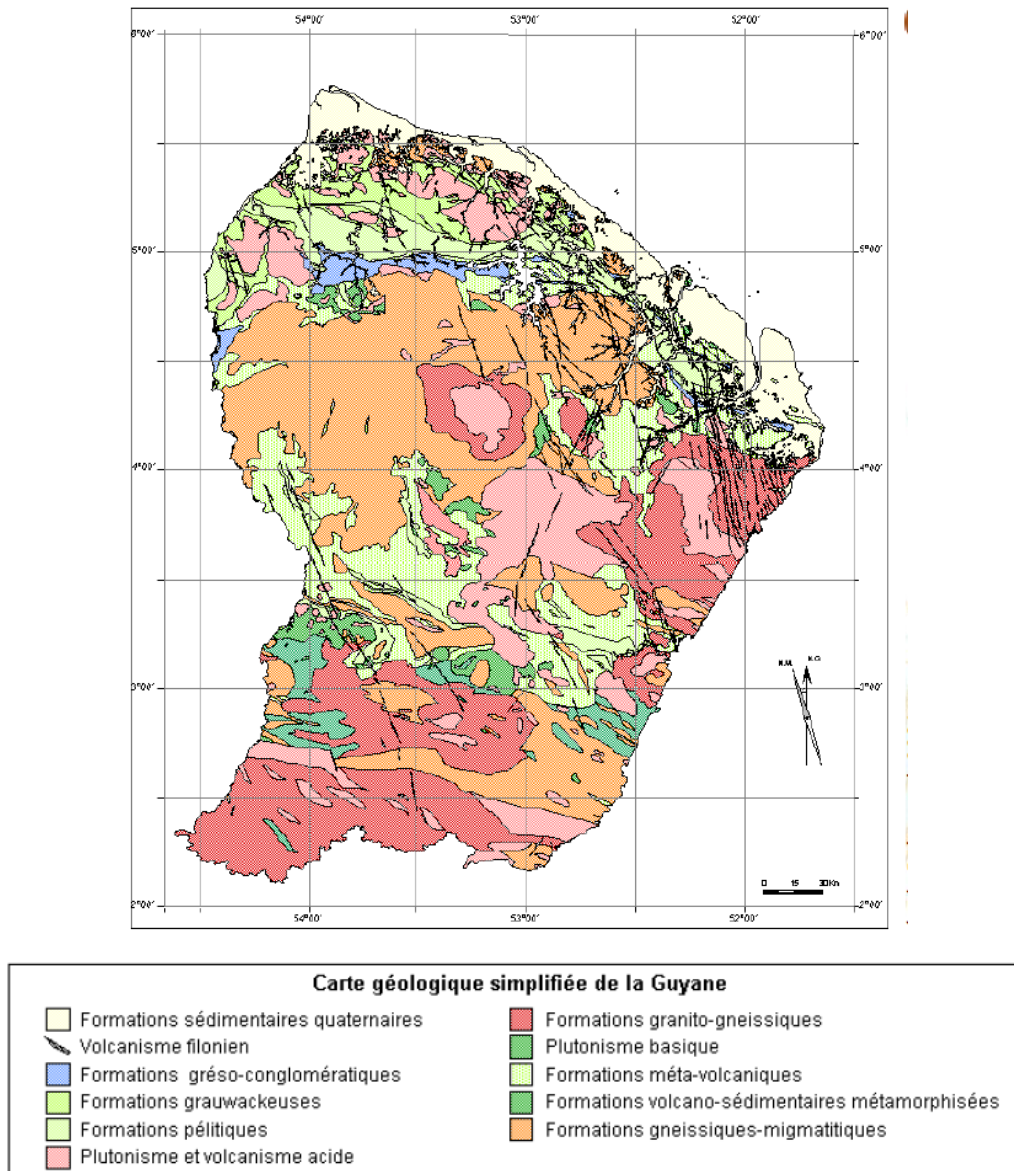 54°00′ 53°00′ 52°00′
6°00′ 6°00′
5°00′ 5°00′
4°00′ 4°00′
N.M. N.G
3°00′ 3°00′
0 15 30Km
2°00′ 2°00′
54°00′ 53°00′ 52°00′
Carte géologique simplifiée de la Guyane
Formations sédimentaires quaternaires
Volcanisme filonien
Formations gréso-conglomératiques
Formations grauwackeuses
Formations pélitiques
Plutonisme et volcanisme acide
Formations granito-gneissiques
Plutonisme basique
Formations méta-volcaniques
Formations volcano-sédimentaires métamorphisées
Formations gneissiques-migmatitiques